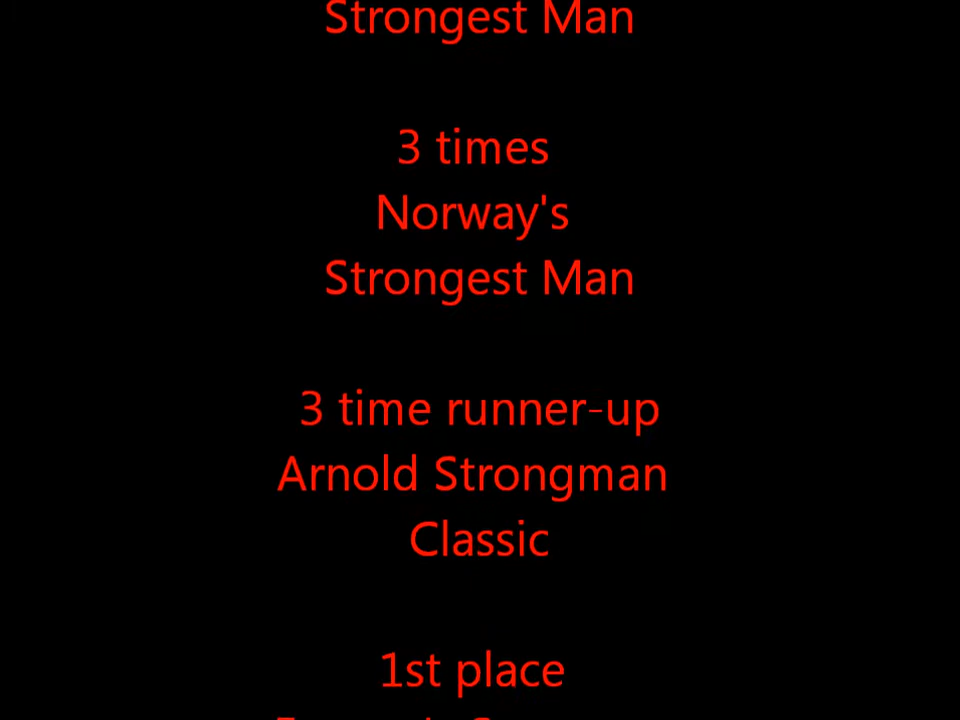 Strongest Man
3 times
Norway's
Strongest Man
3 time runner-up
Arnold Strongman
Classic
1st place